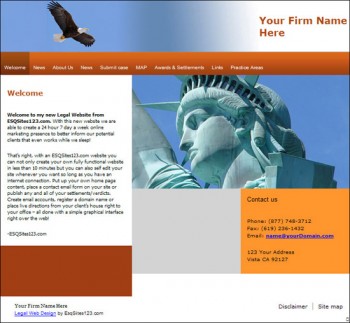 Your Firm Name
Here
Welcome News About Us News Submit case MAP Awards & Settlements Links Practice Areas
Welcome
Welcome to my new Legal Website from
ESQSites123.com. With this new website we are
able to create a 24 hour 7 day a week online
marketing presence to better inform our potential
clients that even works while we sleep!
That's right, with an ESQSites123.com website you
can not only create your own fully functional website
in less than 10 minutes but you can also self edit your
site whenever you want so long as you have an
internet connection. Put up your own home page
content, place a contact email form on your site or
publish any and all of your settlements/verdicts.
Create email accounts, register a domain name or
place live directions from your client's house right to
your office - all done with a simple graphical interface
right over the web!
-ESQSites123.com
Contact us
Phone: (877) 748-3712
Fax: (619) 236-1432
Email: name@yourDomain.com
123 Your Address
Vista CA 92127
Your Firm Name Here
Legal Web Design by EsqSites123.com
Disclaimer | Site map